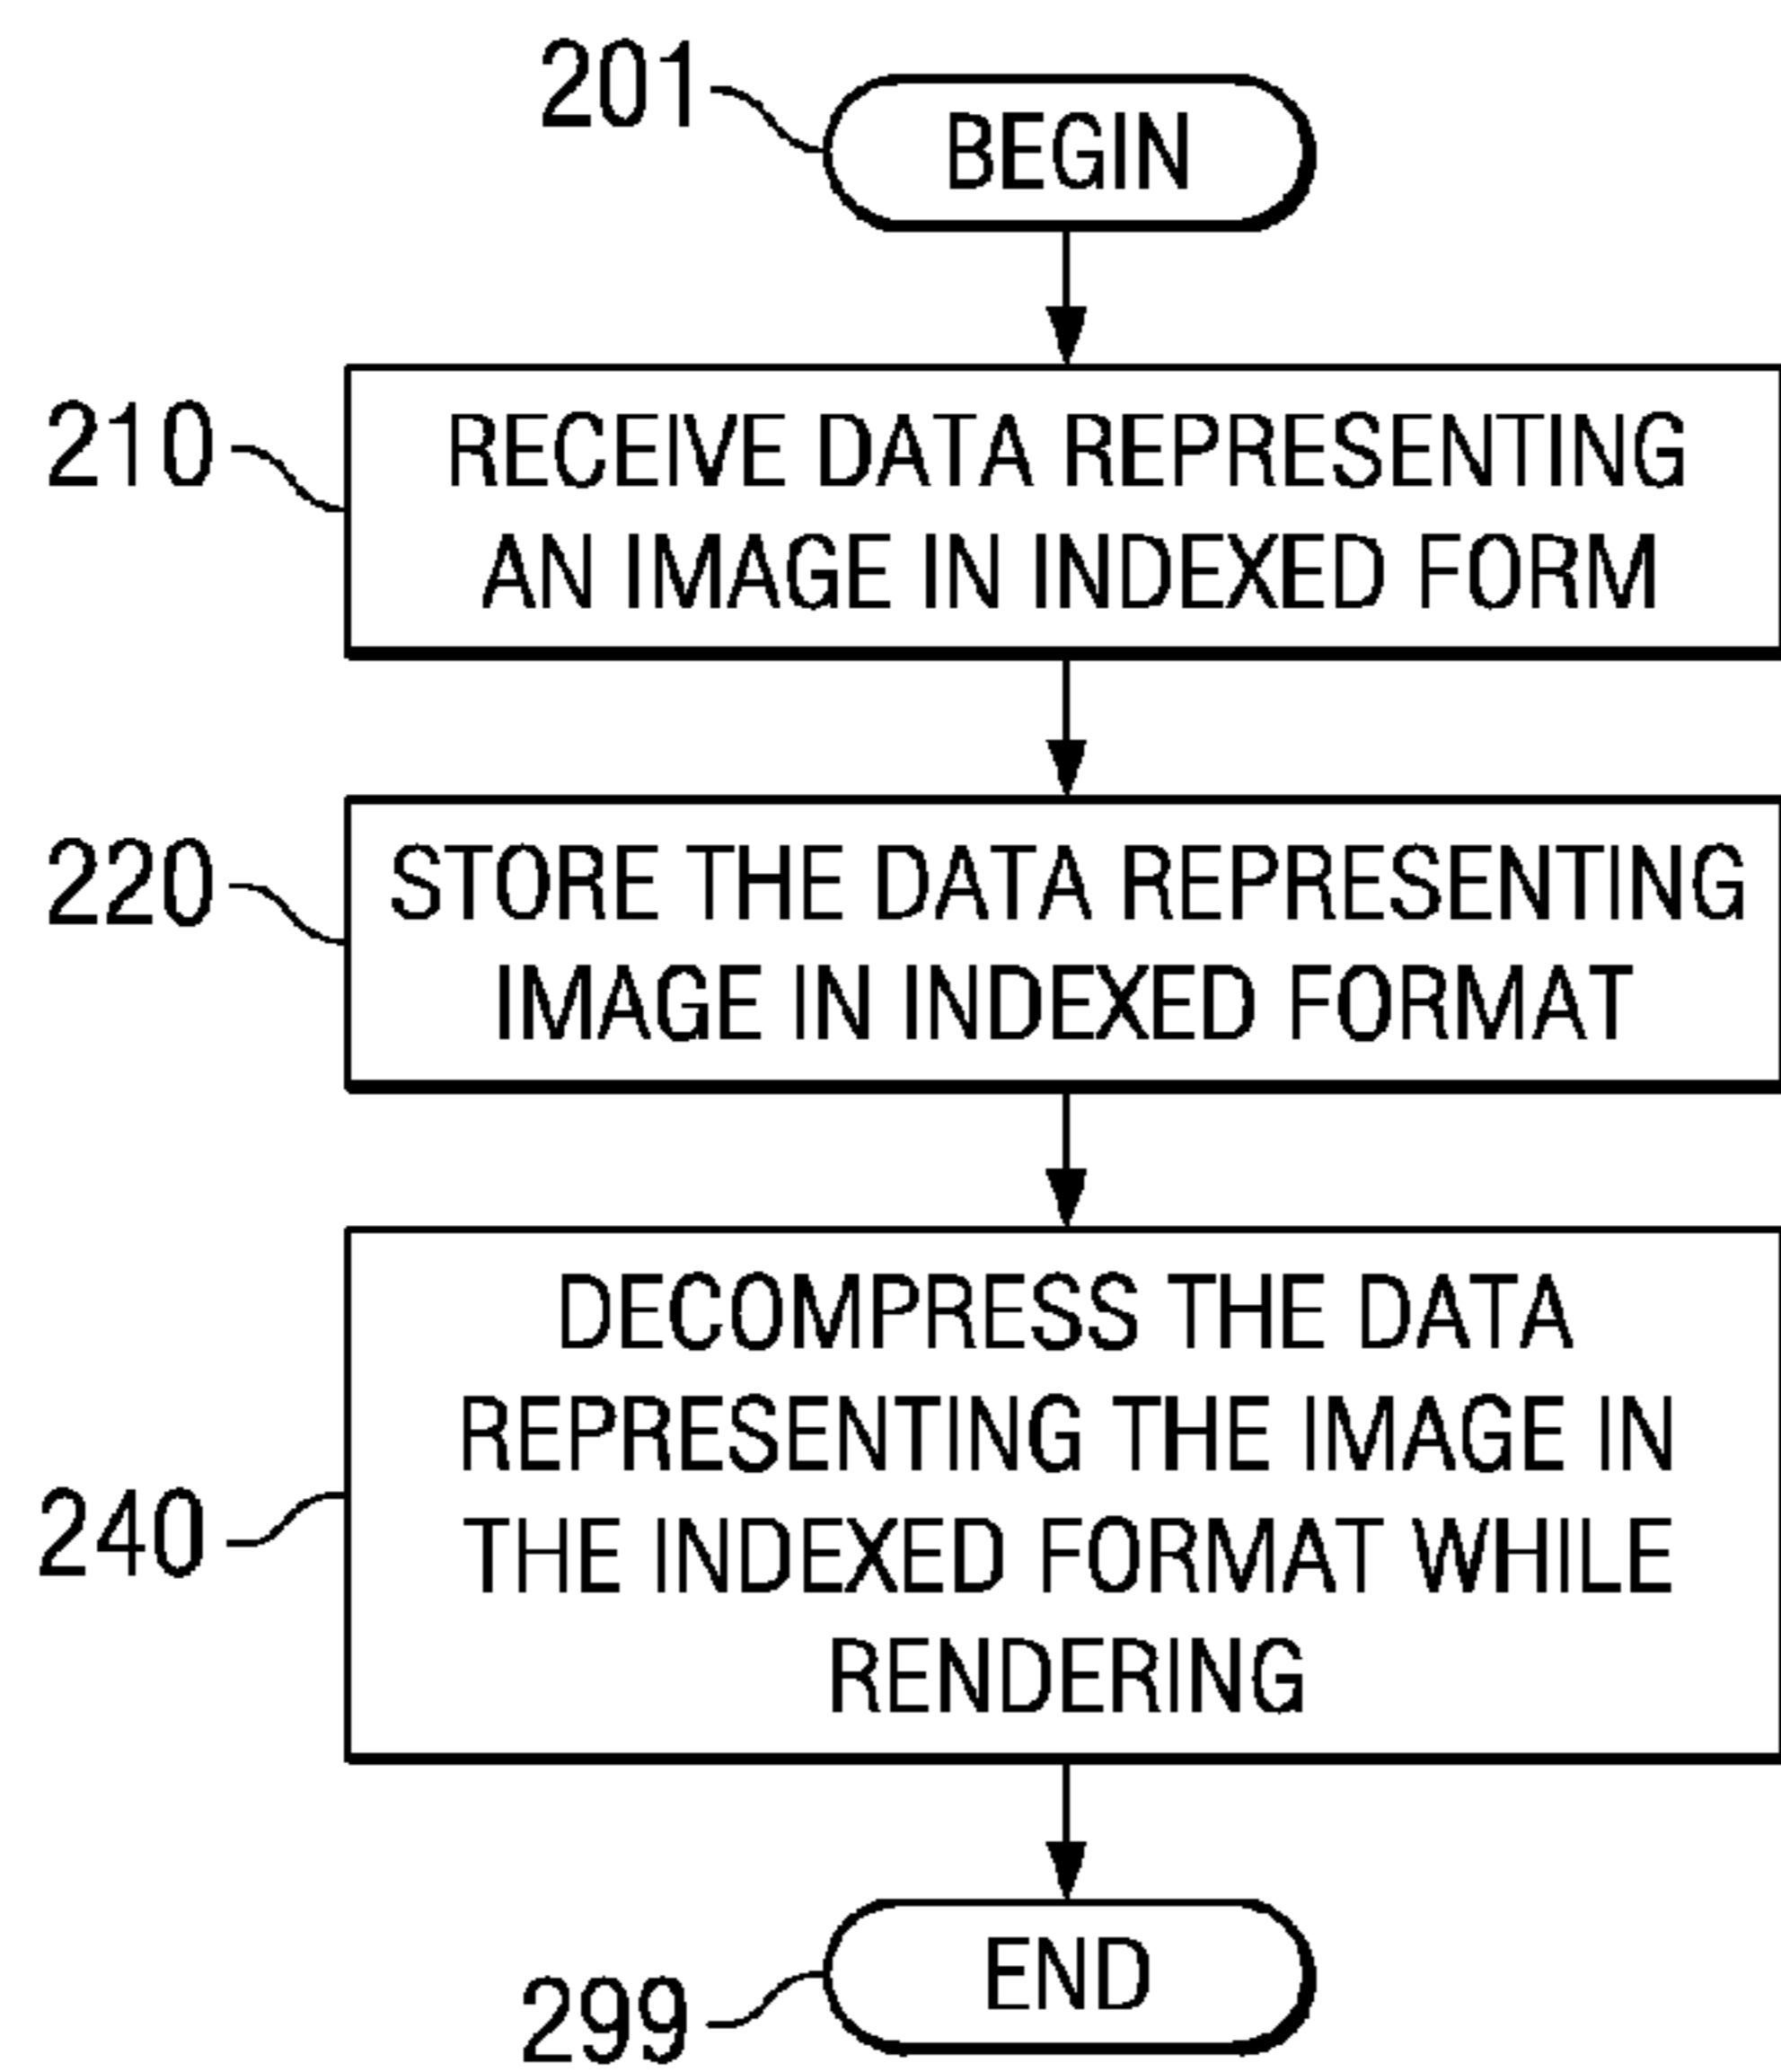 201
BEGIN
210
RECEIVE DATA REPRESENTING
AN IMAGE IN INDEXED FORM
220
STORE THE DATA REPRESENTING
IMAGE IN INDEXED FORMAT
240
DECOMPRESS THE DATA
REPRESENTING THE IMAGE IN
THE INDEXED FORMAT WHILE
RENDERING
299
END